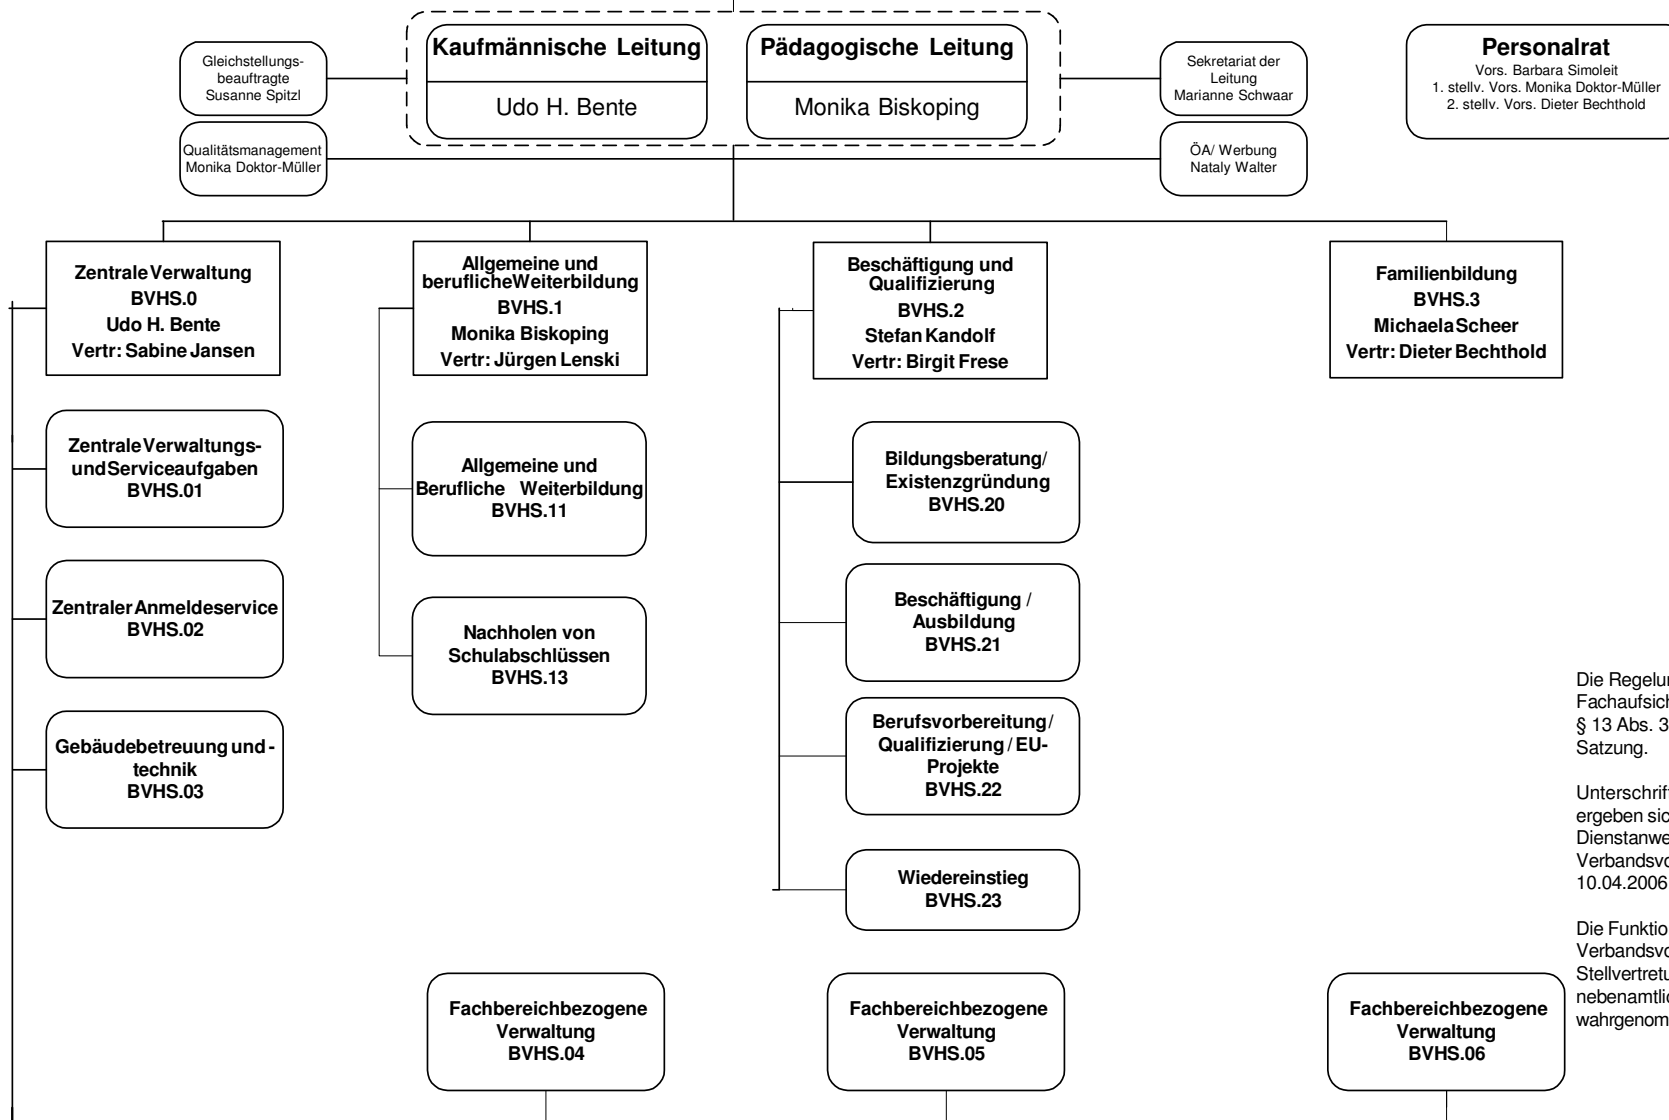 Kaufmännische Leitung
Udo H. Bente
Pädagogische Leitung
Monika Biskoping
Gleichstellungs-
beauftragte
Susanne Spitzl
Sekretariat der
Leitung
Marianne Schwaar
Personalrat
Vors. Barbara Simoleit
1. stellv. Vors. Monika Doktor-Müller
2. stellv. Vors. Dieter Bechthold
Qualitätsmanagement
Monika Doktor-Müller
ÖA/ Werbung
Nataly Walter
Zentrale Verwaltung
BVHS.0
Udo H. Bente
Vertr: Sabine Jansen
Allgemeine und
berufliche Weiterbildung
BVHS.1
Monika Biskoping
Vertr: Jürgen Lenski
Beschäftigung und
Qualifizierung
BVHS.2
Stefan Kandolf
Vertr: Birgit Frese
Familienbildung
BVHS.3
Michaela Scheer
Vertr: Dieter Bechthold
Zentrale Verwaltungs-
und Serviceaufgaben
BVHS.01
Zentraler Anmeldeservice
BVHS.02
Gebäudebetreuung und -
technik
BVHS.03
Allgemeine und
Berufliche Weiterbildung
BVHS.11
Nachholen von
Schulabschlüssen
BVHS.13
Bildungsberatung/
Existenzgründung
BVHS.20
Beschäftigung /
Ausbildung
BVHS.21
Berufsvorbereitung/
Qualifizierung / EU-
Projekte
BVHS.22
Wiedereinstieg
BVHS.23
Fachbereichbezogene
Verwaltung
BVHS.04
Fachbereichbezogene
Verwaltung
BVHS.05
Fachbereichbezogene
Verwaltung
BVHS.06
Die
§ 13 Abs. 3
Satzung.
ergeben
10.04.2006
Die